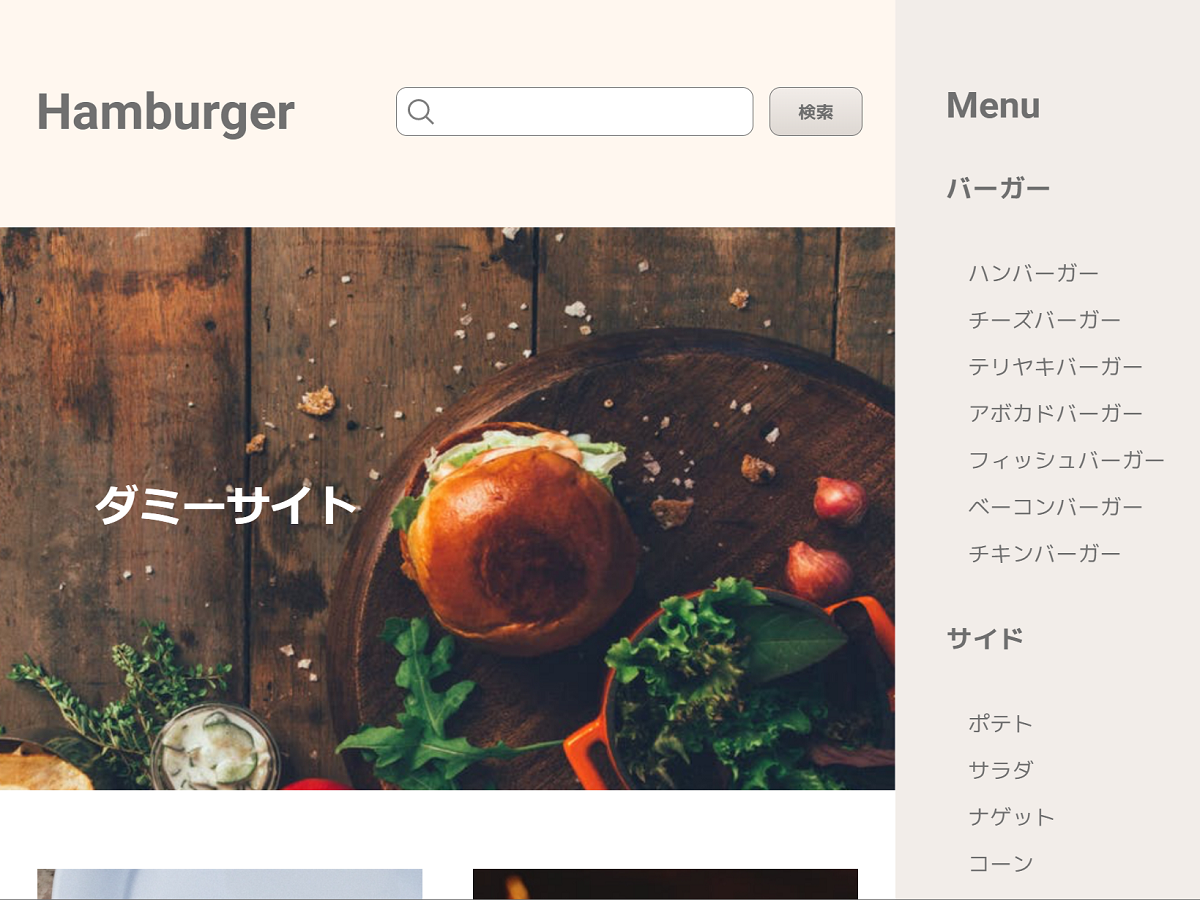 Hamburger
検索
ダミーサイト
Menu
バーガー
ハンバーガー
チーズバーガー
テリヤキバーガー
アボカドバーガー
フィッシュバーガー
ベーコンバーガー
チキンバーガー
サイド
ポテト
サラダ
ナゲット
コーン